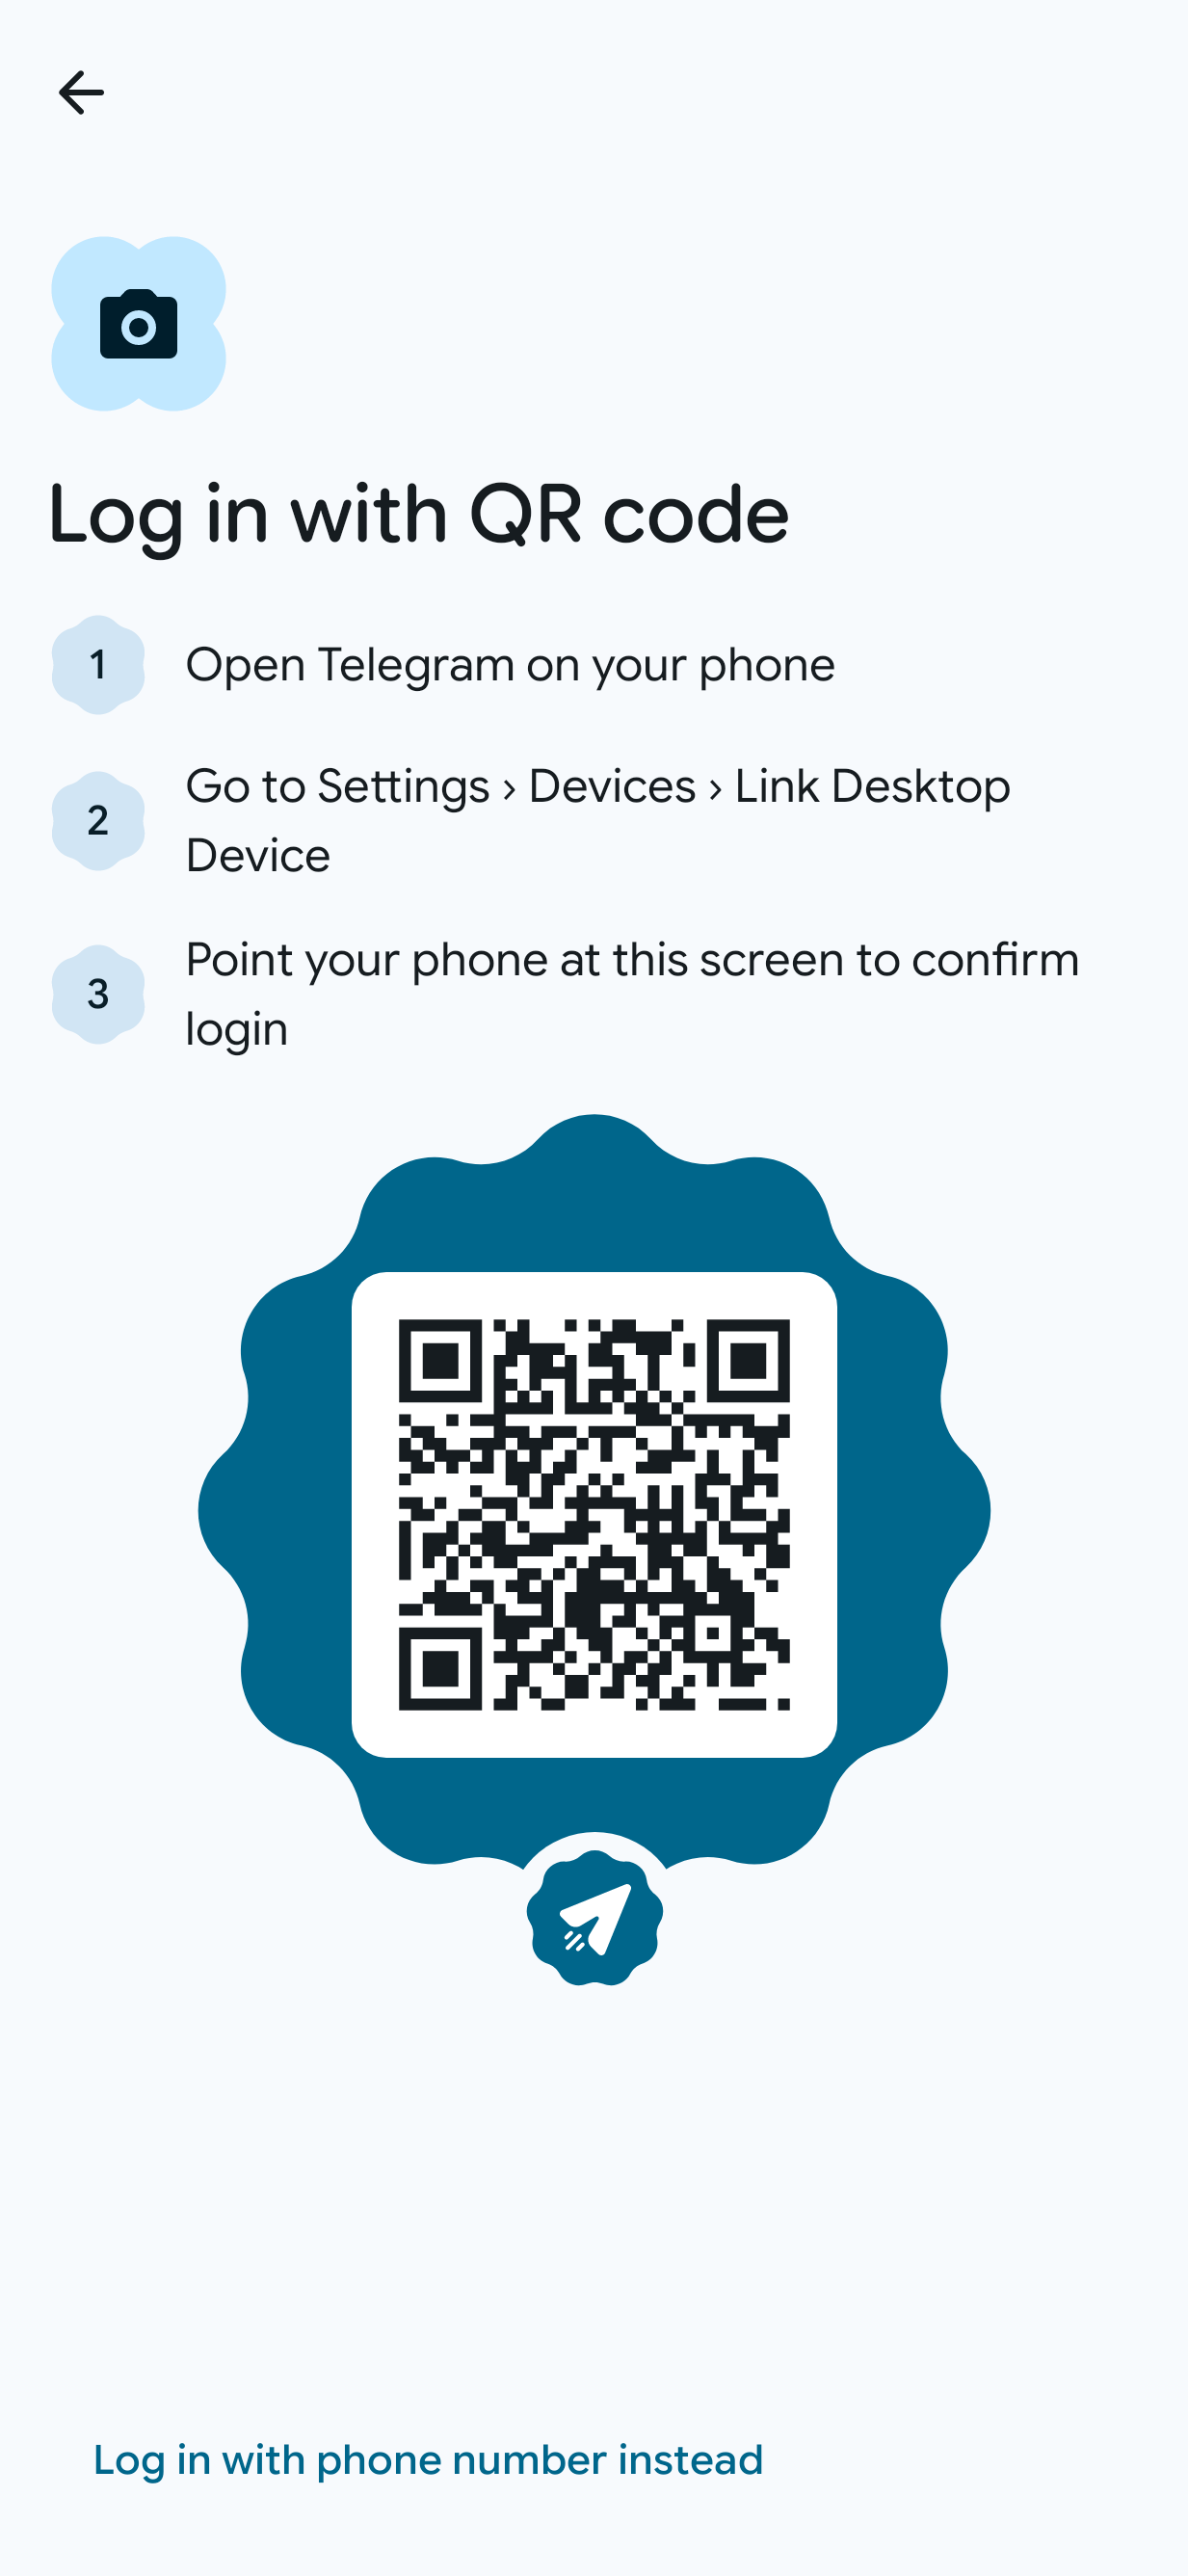 Log in with QR code
1
Open Telegram on your phone
2
Go to Settings › Devices › Link Desktop
Device
3
Point your phone at this screen to confirm
login
Log in with phone number instead